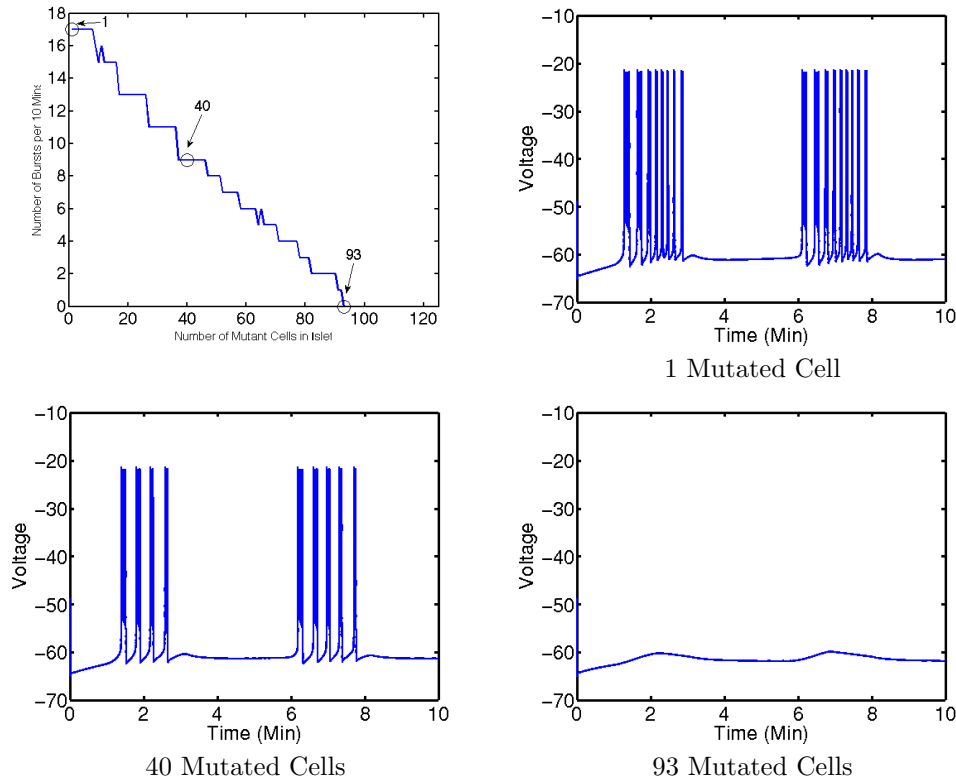 18
16
14
12
10
8
6
4
2
0
Number of Bursts per 10 Mins
1
40
93
0 20 40 60 80 100 120
Number of Mutant Cells in Islet
−10
−20
−30
−40
−50
−60
−70
Voltage
0 2 4 6 8 10
Time (Min)
1 Mutated Cell
−10
−20
−30
−40
−50
−60
−70
Voltage
0 2 4 6 8 10
Time (Min)
40 Mutated Cells
−10
−20
−30
−40
−50
−60
−70
Voltage
0 2 4 6 8 10
Time (Min)
93 Mutated Cells